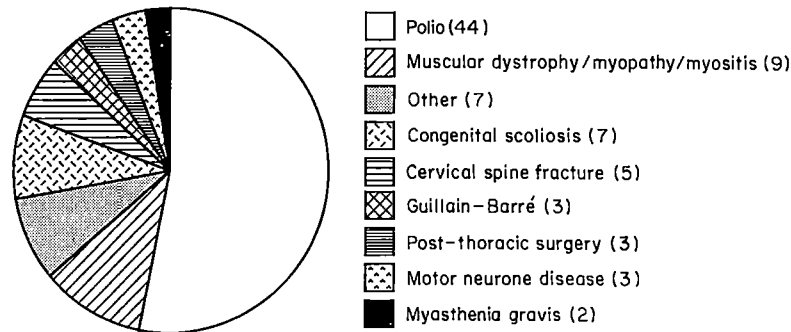 Polio (44)
Muscular dystrophy/myopathy/myositis (9)
Other (7)
Congenital scoliosis (7)
Cervical spine fracture (5)
Guillain-Barré (3)
Post-thoracic surgery (3)
Motor neurone disease (3)
Myasthenia gravis (2)